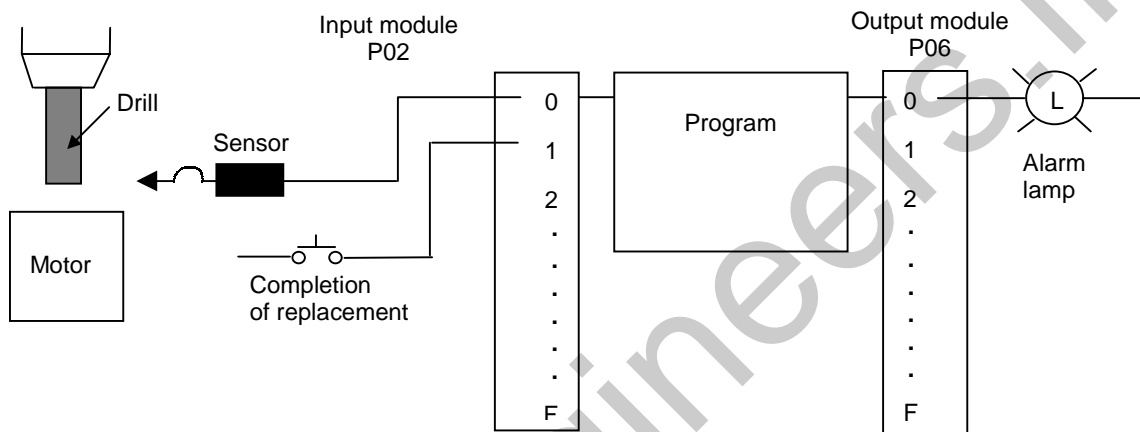 Input module
P02
Output module
P06
Drill
Sensor
Motor
Completion
of replacement
0
1
2
.
.
.
.
.
F
Program
0
1
2
.
.
.
.
.
F
L
Alarm
lamp